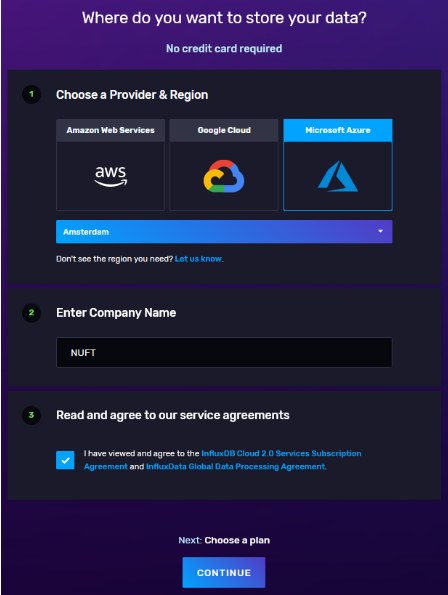 Where do you want to store your data?
No credit card required
1 Choose a Provider & Region
Amazon Web Services Google Cloud Microsoft Azure
aws
Amsterdam
Don't see the region you need? Let us know.
2 Enter Company Name
NUFT
3 Read and agree to our service agreements
I have viewed and agree to the InfluxDB Cloud 2.0 Services Subscription
Agreement and InfluxData Global Data Processing Agreement.
Next: Choose a plan
CONTINUE